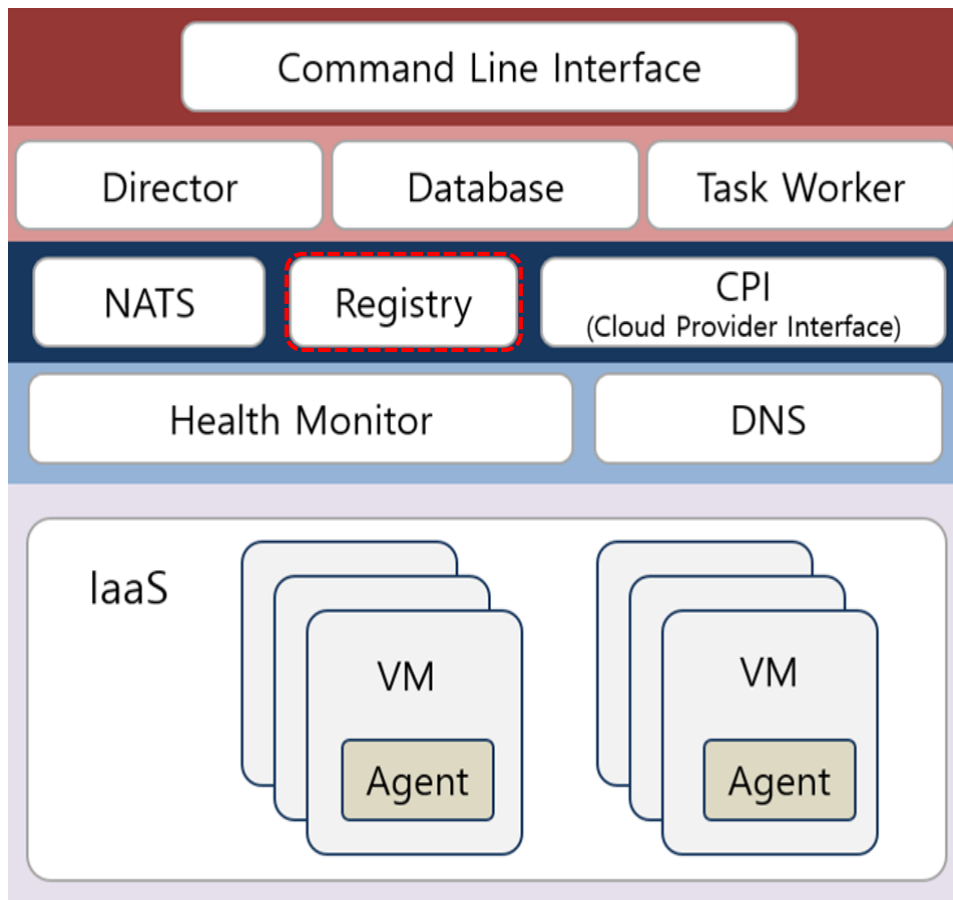 Command Line Interface
Director
Database
Task Worker
NATS
Registry
CPI
(Cloud Provider Interface)
Health Monitor
DNS
IaaS
VM
Agent
VM
Agent